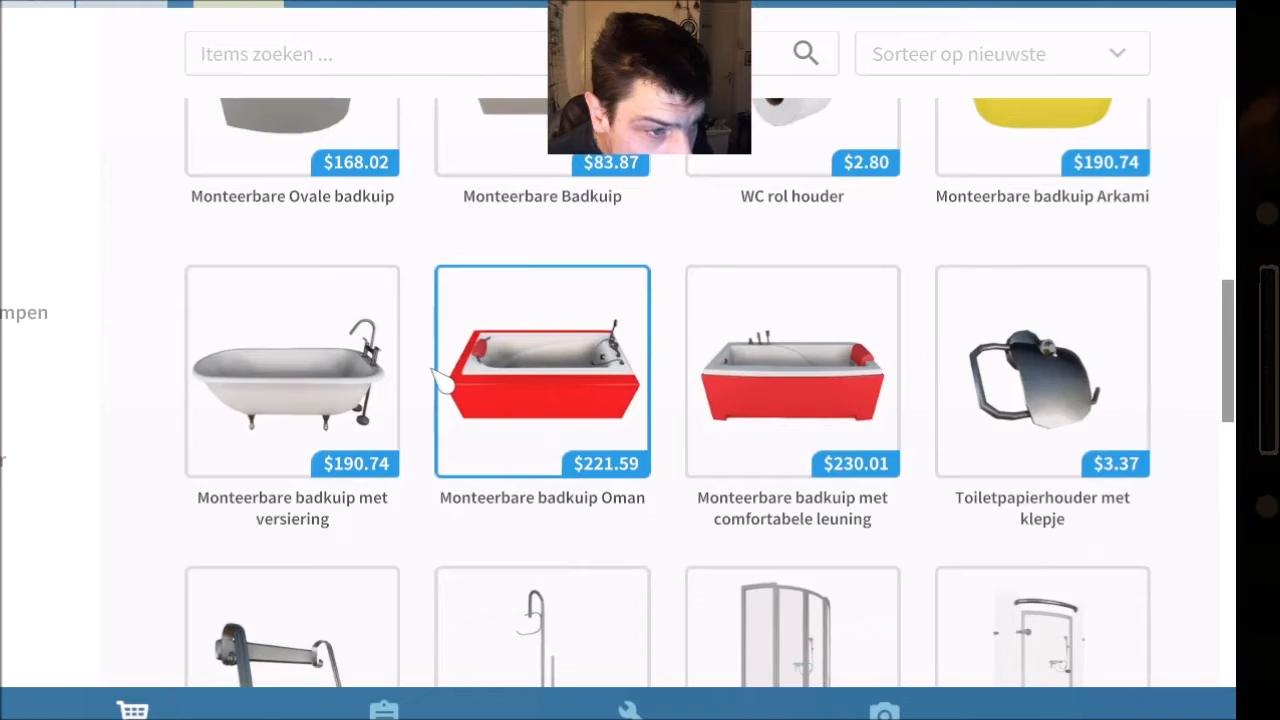 Items zoeken ...
Sorteer op nieuwste
$168.02
$83.87
$2.80
$190.74
Monteerbare Ovale badkuip
Monteerbare Badkuip
WC rol houder
Monteerbare badkuip Arkami
mpen
$190.74
$221.59
$230.01
$3.37
Monteerbare badkuip met
versiering
Monteerbare badkuip Oman
Monteerbare badkuip met
comfortabele leuning
Toiletpapierhouder met
klepje
r